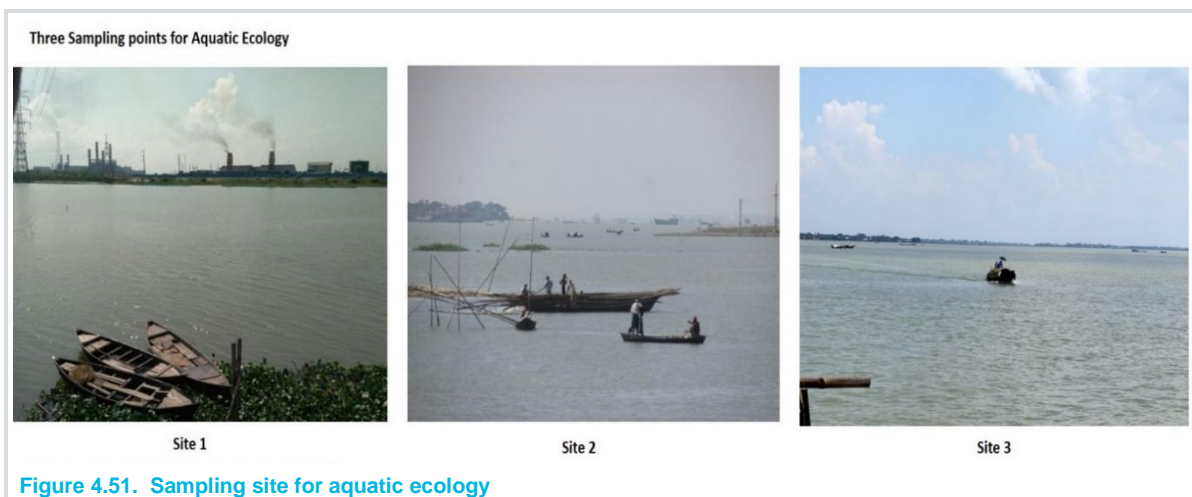 Three Sampling points for Aquatic Ecology
Site 1
Site 2
Site 3
Figure 4.51. Sampling site for aquatic ecology